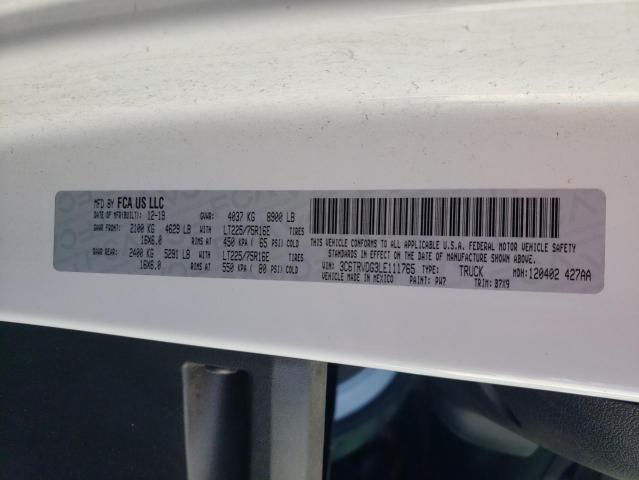 MFD BY FCA US LLC
DATE OF MFR(BUILT): 12-19 GVWR: 4037 KG 8900 LB
GAWR FRONT: 2100 KG 4629 LB TIRES LT225/75R16E
16X6.0 RIMS AT 450 KPA ( 65 PSI) COLD
GAWR REAR: 2400 KG 5291 LB TIRES LT225/75R16E
16X6.0 RIMS AT 550 KPA ( 80 PSI) COLD
THIS VEHICLE CONFORMS TO ALL APPLICABLE U.S.A. FEDERAL MOTOR VEHICLE SAFETY
STANDARDS IN EFFECT ON THE DATE OF MANUFACTURE SHOWN ABOVE.
VIN: 3C6TRVDG3LE111765 TYPE: TRUCK MDH:120402 427AA
VEHICLE MADE IN MEXICO PAINT: PW7 TRIM: B7X9